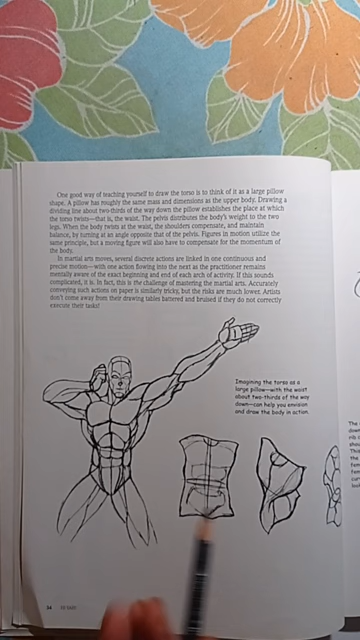 One good way of teaching yourself to draw the torso is to think of it as a large pillow
shape. A pillow has roughly the same mass and dimensions as the upper body. Drawing a
dividing line about two-thirds of the way down the pillow establishes the place at which
the torso twists—that is, the waist. The pelvis distributes the body's weight to the two
legs. When the body twists at the waist, the shoulders compensate, and maintain
balance, by turning at an angle opposite that of the pelvis. Figures in motion utilize the
same principle, but a moving figure will also have to compensate for the momentum of
the body.
In martial arts moves, several discrete actions are linked in one continuous and
precise motion—with one action flowing into the next as the practitioner remains
mentally aware of the exact beginning and end of each arc of activity. If this sounds
complicated, it is. In fact, this is the challenge of mastering the martial arts. Accurately
conveying such actions on paper is similarly tricky, but the risks are much lower. Artists
don't come away from their drawing tables battered and bruised if they do not correctly
execute their tasks!
Imagining the torso as a
large pillow—with the waist
about two-thirds of the way
down—can help you envision
and draw the body in action.
The
down
rib c
shou
This
the
fem
fem
cur
loo
34